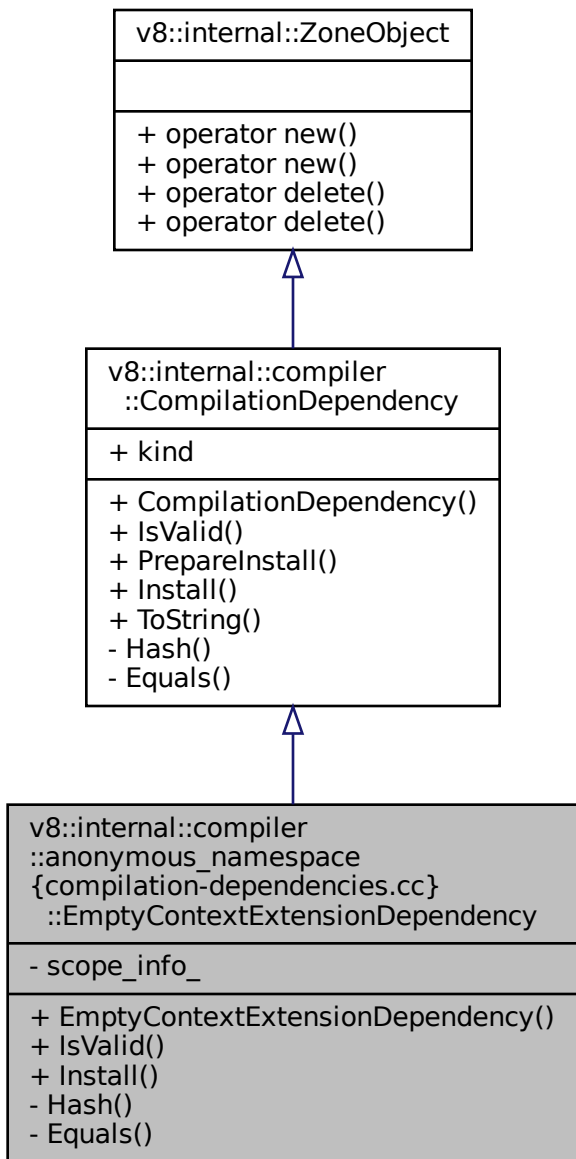 v8::internal::ZoneObject
+ operator new()
+ operator new()
+ operator delete()
+ operator delete()
v8::internal::compiler
::CompilationDependency
+ kind
+ CompilationDependency()
+ IsValid()
+ PrepareInstall()
+ Install()
+ ToString()
- Hash()
- Equals()
v8::internal::compiler
::anonymous_namespace
{compilation-dependencies.cc}
::EmptyContextExtensionDependency
- scope_info_
+ EmptyContextExtensionDependency()
+ IsValid()
+ Install()
- Hash()
- Equals()